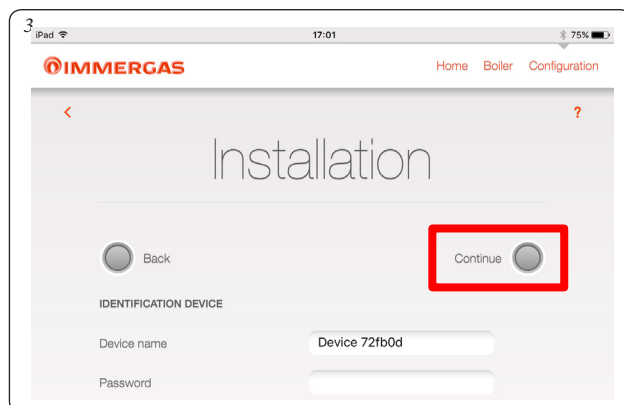 3
iPad 17:01 75%
IMMERGAS
Home Boiler Configuration
< ?
Installation
Back Continue
IDENTIFICATION DEVICE
Device name Device 72fb0d
Password